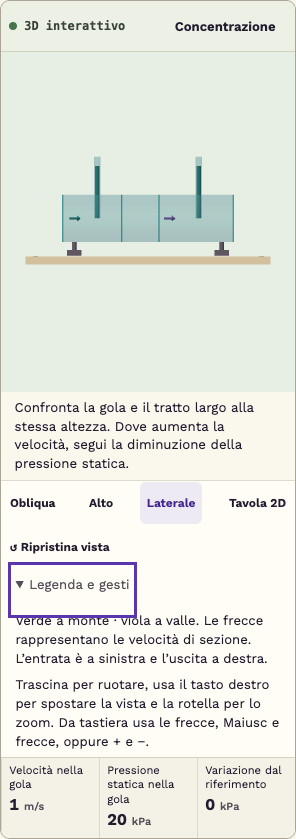 3D interattivo
Concentrazione
Confronta la gola e il tratto largo alla
stessa altezza. Dove aumenta la
velocità, segui la diminuzione della
pressione statica.
Obliqua Alto Laterale Tavola 2D
↺ Ripristina vista
▼ Legenda e gesti
Verde a monte · viola a valle. Le frecce
rappresentano le velocità di sezione.
L'entrata è a sinistra e l'uscita a destra.
Trascina per ruotare, usa il tasto destro
per spostare la vista e la rotella per lo
zoom. Da tastiera usa le frecce, Maiusc e
frecce, oppure + e −.
Velocità nella
gola
1 m/s
Pressione
statica nella
gola
20 kPa
Variazione dal
riferimento
0 kPa